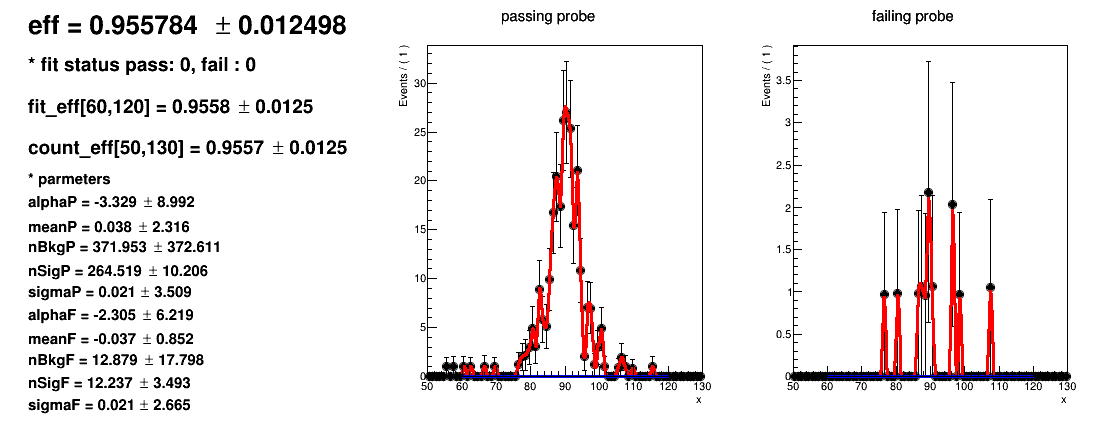 eff = 0.955784 ± 0.012498
* fit status pass: 0, fail : 0
fit_eff[60,120] = 0.9558 ± 0.0125
count_eff[50,130] = 0.9557 ± 0.0125
* parmeters
alphaP = -3.329 ± 8.992
meanP = 0.038 ± 2.316
nBkgP = 371.953 ± 372.611
nSigP = 264.519 ± 10.206
sigmaP = 0.021 ± 3.509
alphaF = -2.305 ± 6.219
meanF = -0.037 ± 0.852
nBkgF = 12.879 ± 17.798
nSigF = 12.237 ± 3.493
sigmaF = 0.021 ± 2.665
passing probe
Events / ( 1 )
30
25
20
15
10
5
0
50 60 70 80 90 100 110 120 130
x
failing probe
Events / ( 1 )
3.5
3
2.5
2
1.5
1
0.5
0
50 60 70 80 90 100 110 120 130
x